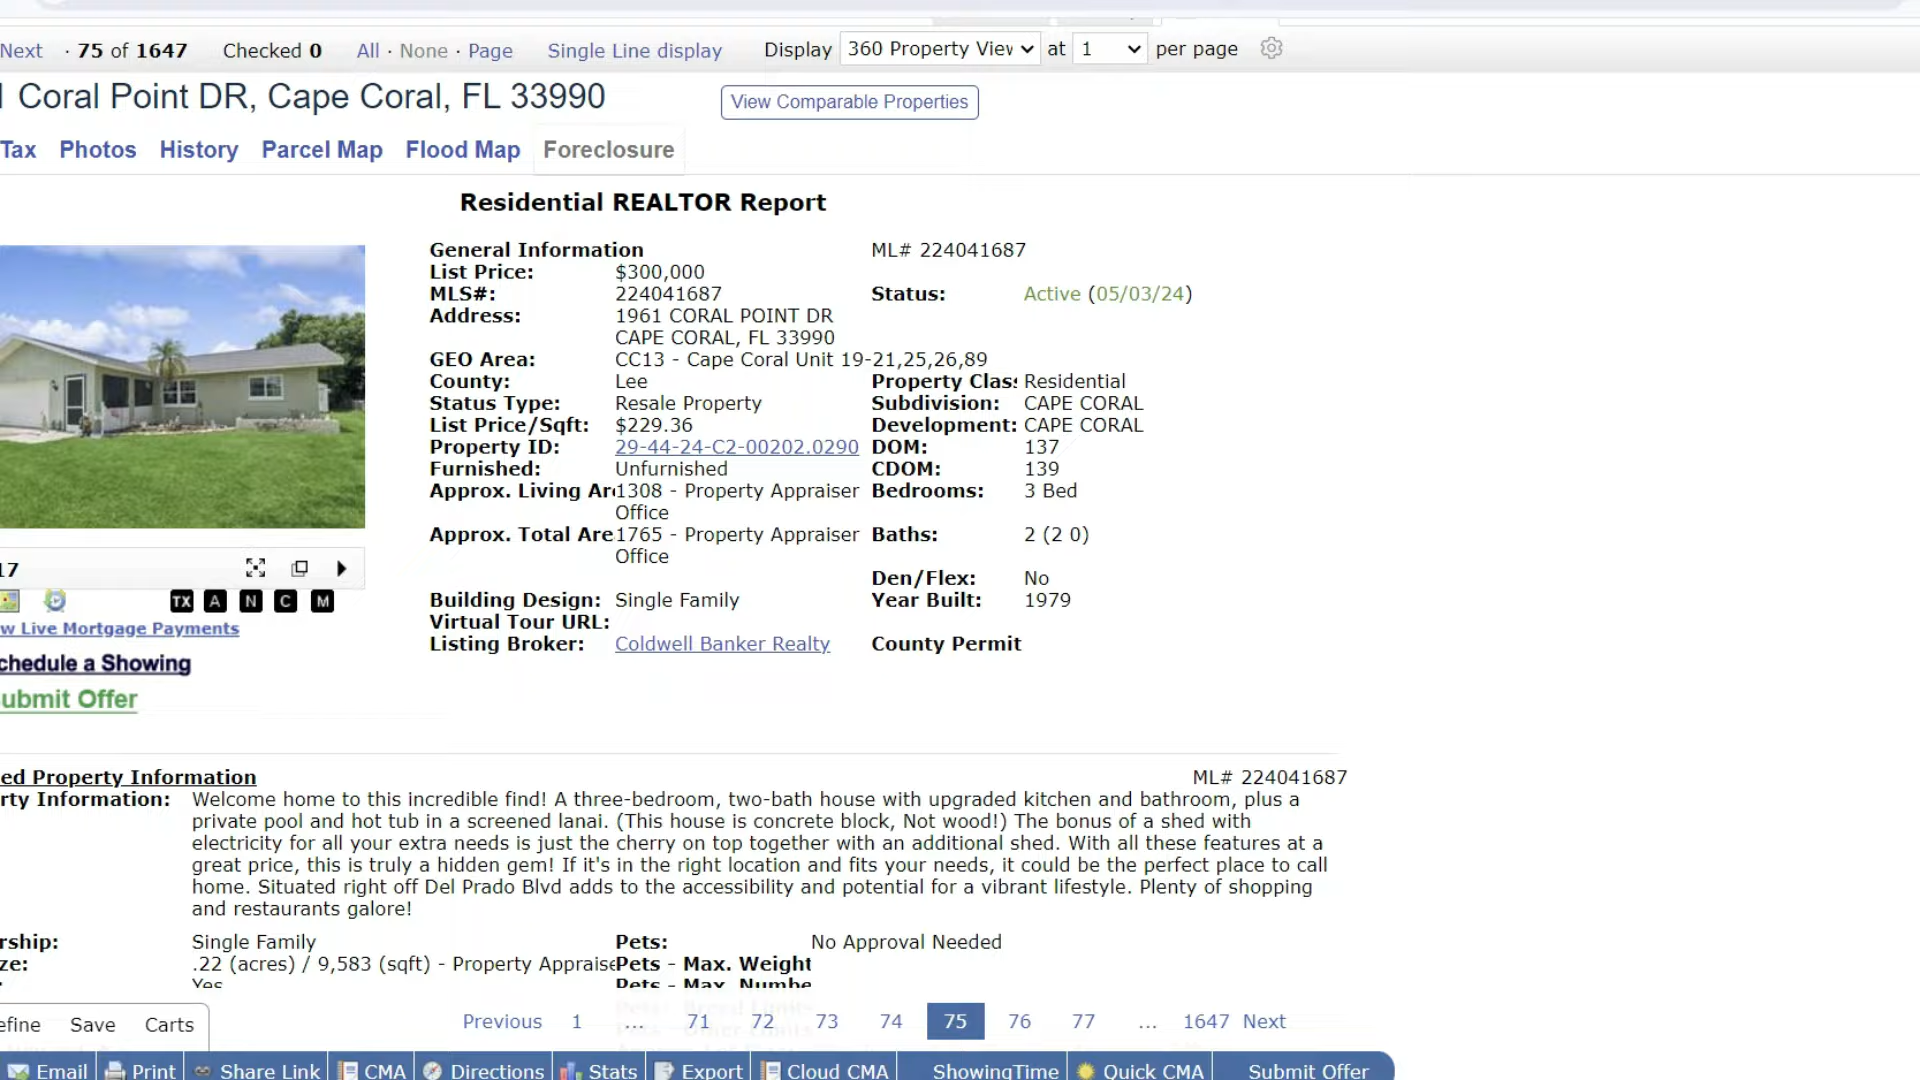 Next · 75 of 1647 Checked 0 All · None · Page Single Line display Display 360 Property View at 1 per page
Coral Point DR, Cape Coral, FL 33990 View Comparable Properties
Tax Photos History Parcel Map Flood Map Foreclosure
Residential REALTOR Report
General Information ML# 224041687
List Price: $300,000
MLS#: 224041687 Status: Active (05/03/24)
Address: 1961 CORAL POINT DR
CAPE CORAL, FL 33990
GEO Area: CC13 - Cape Coral Unit 19-21,25,26,89
County: Lee Property Clas: Residential
Status Type: Resale Property Subdivision: CAPE CORAL
List Price/Sqft: $229.36 Development: CAPE CORAL
Property ID: 29-44-24-C2-00202.0290 DOM: 137
Furnished: Unfurnished CDOM: 139
Approx. Living Are 1308 - Property Appraiser Bedrooms: 3 Bed
Office
Approx. Total Are 1765 - Property Appraiser Baths: 2 (2 0)
Office
17 Den/Flex: No
TX A N C M Building Design: Single Family Year Built: 1979
Virtual Tour URL:
w Live Mortgage Payments
Listing Broker: Coldwell Banker Realty County Permit
chedule a Showing
ubmit Offer
ed Property Information ML# 224041687
rty Information: Welcome home to this incredible find! A three-bedroom, two-bath house with upgraded kitchen and bathroom, plus a
private pool and hot tub in a screened lanai. (This house is concrete block, Not wood!) The bonus of a shed with
electricity for all your extra needs is just the cherry on top together with an additional shed. With all these features at a
great price, this is truly a hidden gem! If it's in the right location and fits your needs, it could be the perfect place to call
home. Situated right off Del Prado Blvd adds to the accessibility and potential for a vibrant lifestyle. Plenty of shopping
and restaurants galore!
rship: Single Family Pets: No Approval Needed
ze: .22 (acres) / 9,583 (sqft) - Property Appraise Pets - Max. Weight
Yes Pets - Max. Numbe
efine Save Carts Previous 1 ... 71 72 73 74 75 76 77 ... 1647 Next
Email Print Share Link CMA Directions Stats Export Cloud CMA ShowingTime Quick CMA Submit Offer